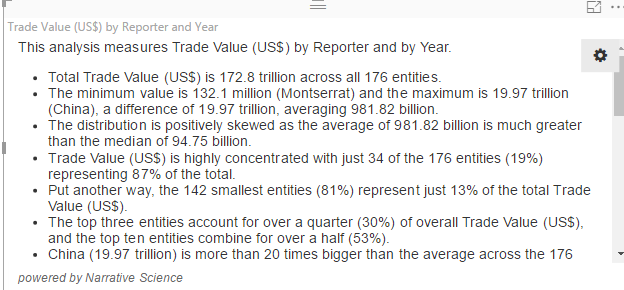 Trade Value (US$) by Reporter and Year
This analysis measures Trade Value (US$) by Reporter and by Year.
• Total Trade Value (US$) is 172.8 trillion across all 176 entities.
• The minimum value is 132.1 million (Montserrat) and the maximum is 19.97 trillion
(China), a difference of 19.97 trillion, averaging 981.82 billion.
• The distribution is positively skewed as the average of 981.82 billion is much greater
than the median of 94.75 billion.
• Trade Value (US$) is highly concentrated with just 34 of the 176 entities (19%)
representing 87% of the total.
• Put another way, the 142 smallest entities (81%) represent just 13% of the total Trade
Value (US$).
• The top three entities account for over a quarter (30%) of overall Trade Value (US$),
and the top ten entities combine for over a half (53%).
• China (19.97 trillion) is more than 20 times bigger than the average across the 176
powered by Narrative Science